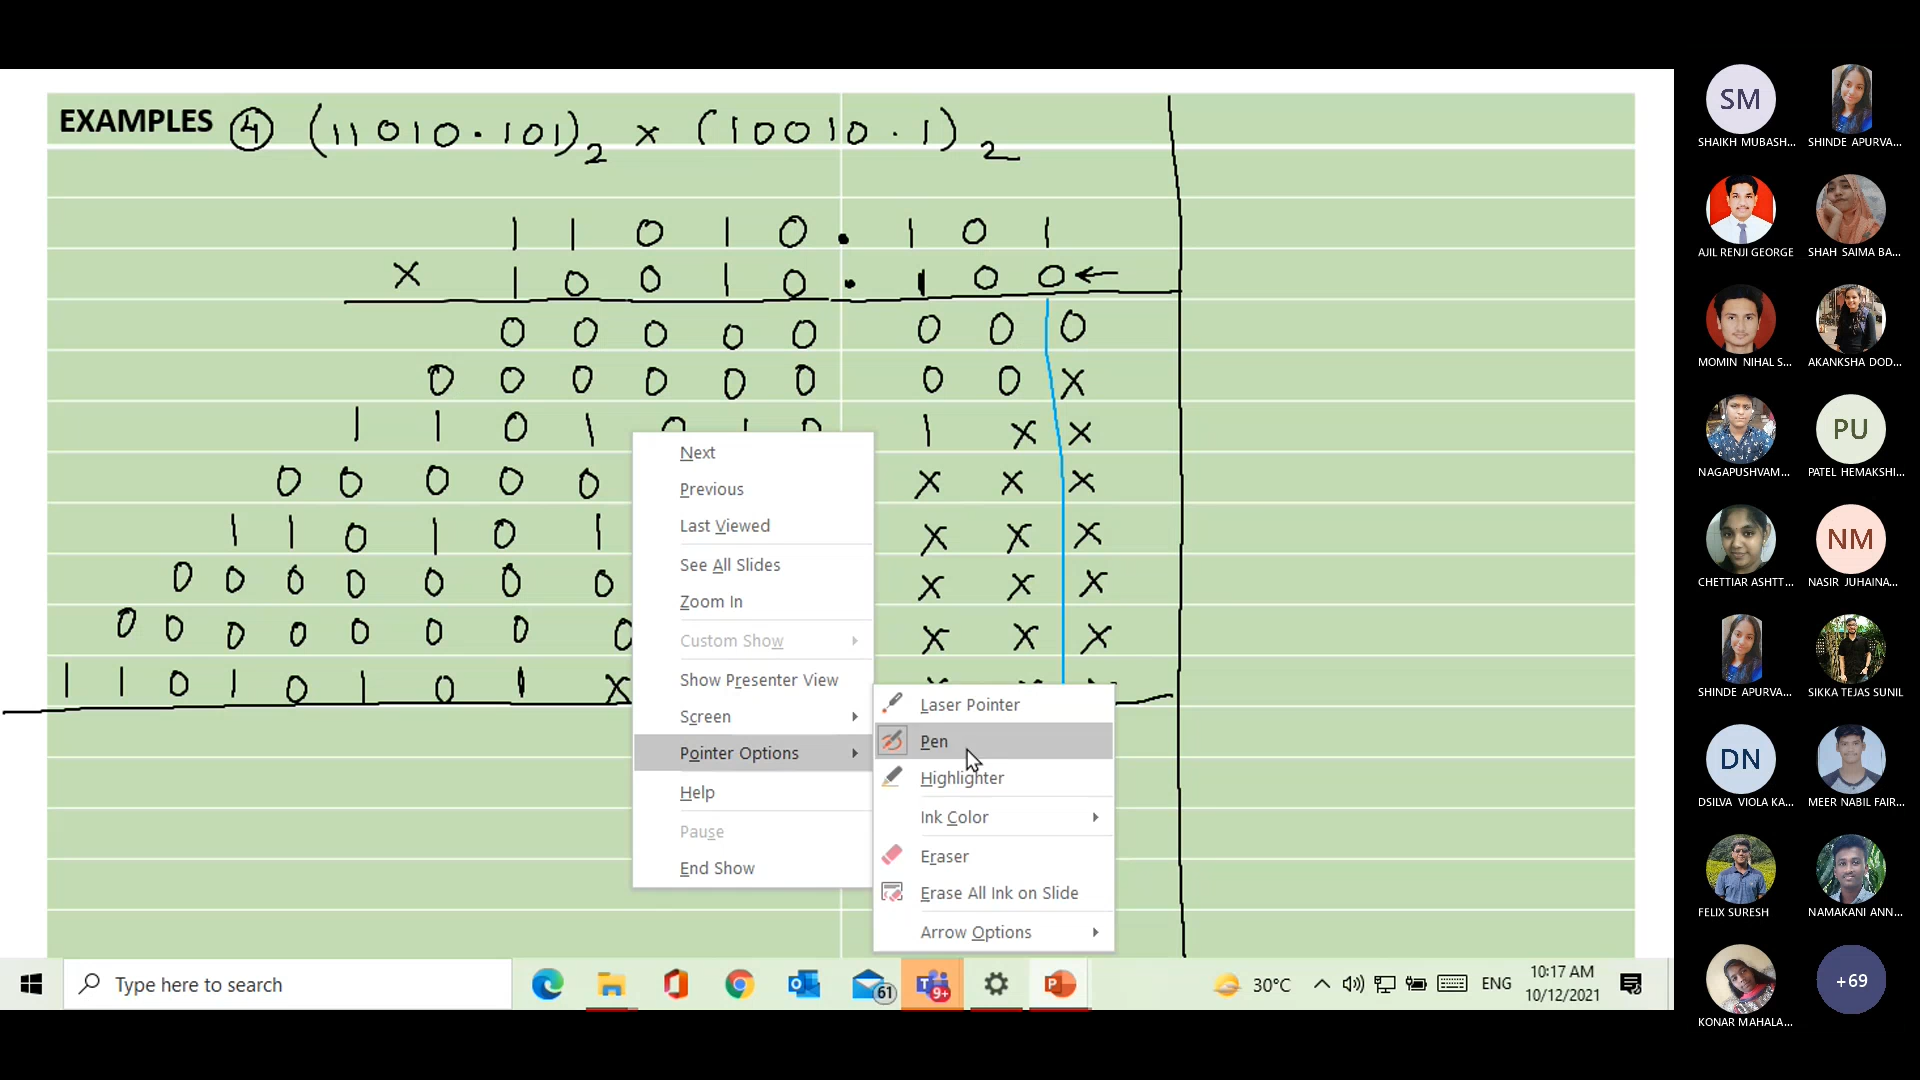 EXAMPLES ④ (11010.101)2 x (10010.1)2
1 1 0 1 0 . 1 0 1
X 1 0 0 1 0 . 1 0 0 ←
0 0 0 0 0 0 0 0
0 0 0 0 0 0 0 0 X
1 1 0 1 0 1 0 1 X X
0 0 0 0 0 X X X
1 1 0 1 0 1 X X X
0 0 0 0 0 0 0 X X X
0 0 0 0 0 0 0 0 X X X
1 1 0 1 0 1 0 1 X
Next
Previous
Last Viewed
See All Slides
Zoom In
Custom Show
Show Presenter View
Screen
Pointer Options
Help
Pause
End Show
Laser Pointer
Pen
Highlighter
Ink Color
Eraser
Erase All Ink on Slide
Arrow Options
SM
SHAIKH MUBASH... SHINDE APURVA...
AJIL RENJI GEORGE SHAH SAIMA BA...
MOMIN NIHAL S... AKANKSHA DOD...
PU
NAGAPUSHVAM... PATEL HEMAKSHI...
NM
CHETTIAR ASHTT... NASIR JUHAINA...
SHINDE APURVA... SIKKA TEJAS SUNIL
DN
DSILVA VIOLA KA... MEER NABIL FAIR...
FELIX SURESH NAMAKANI ANN...
+69
KONAR MAHALA...
Type here to search
61
9+
30°C
ENG
10:17 AM
10/12/2021